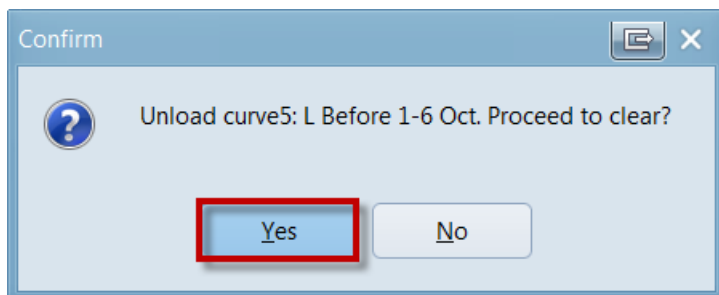 Confirm
Unload curve5: L Before 1-6 Oct. Proceed to clear?
Yes
No